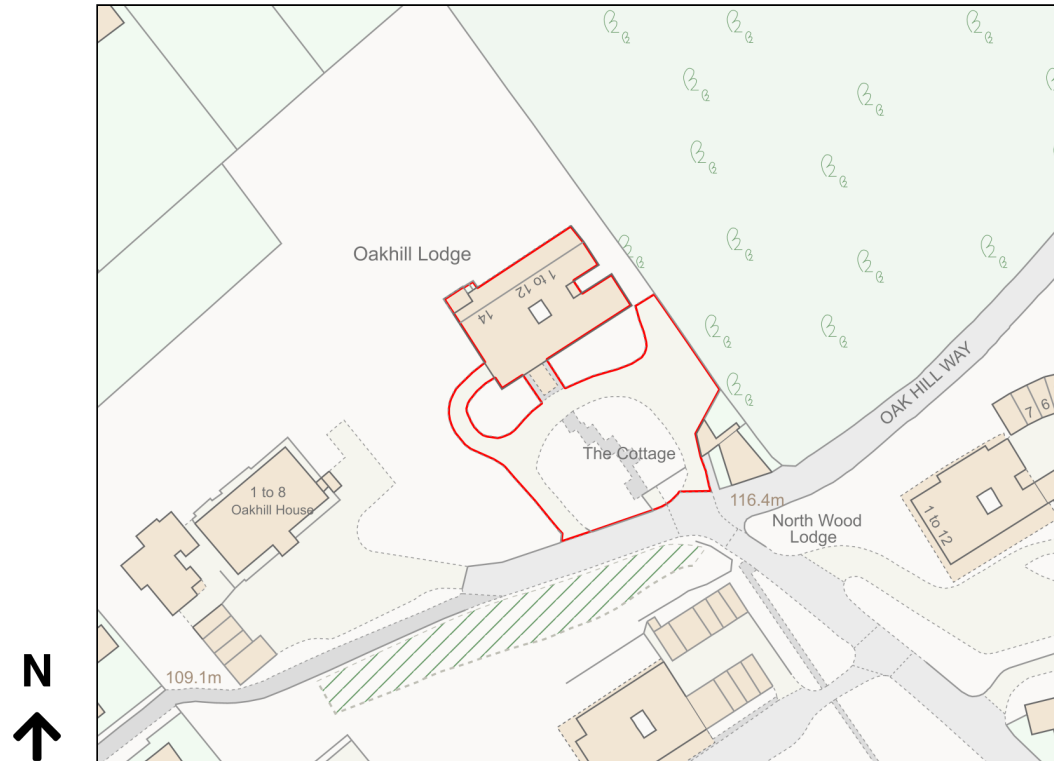 Oakhill Lodge
1 to 12
14
OAK HILL WAY
7 6
The Cottage
1 to 8
Oakhill House
116.4m
North Wood
Lodge
1 to 12
N
109.1m